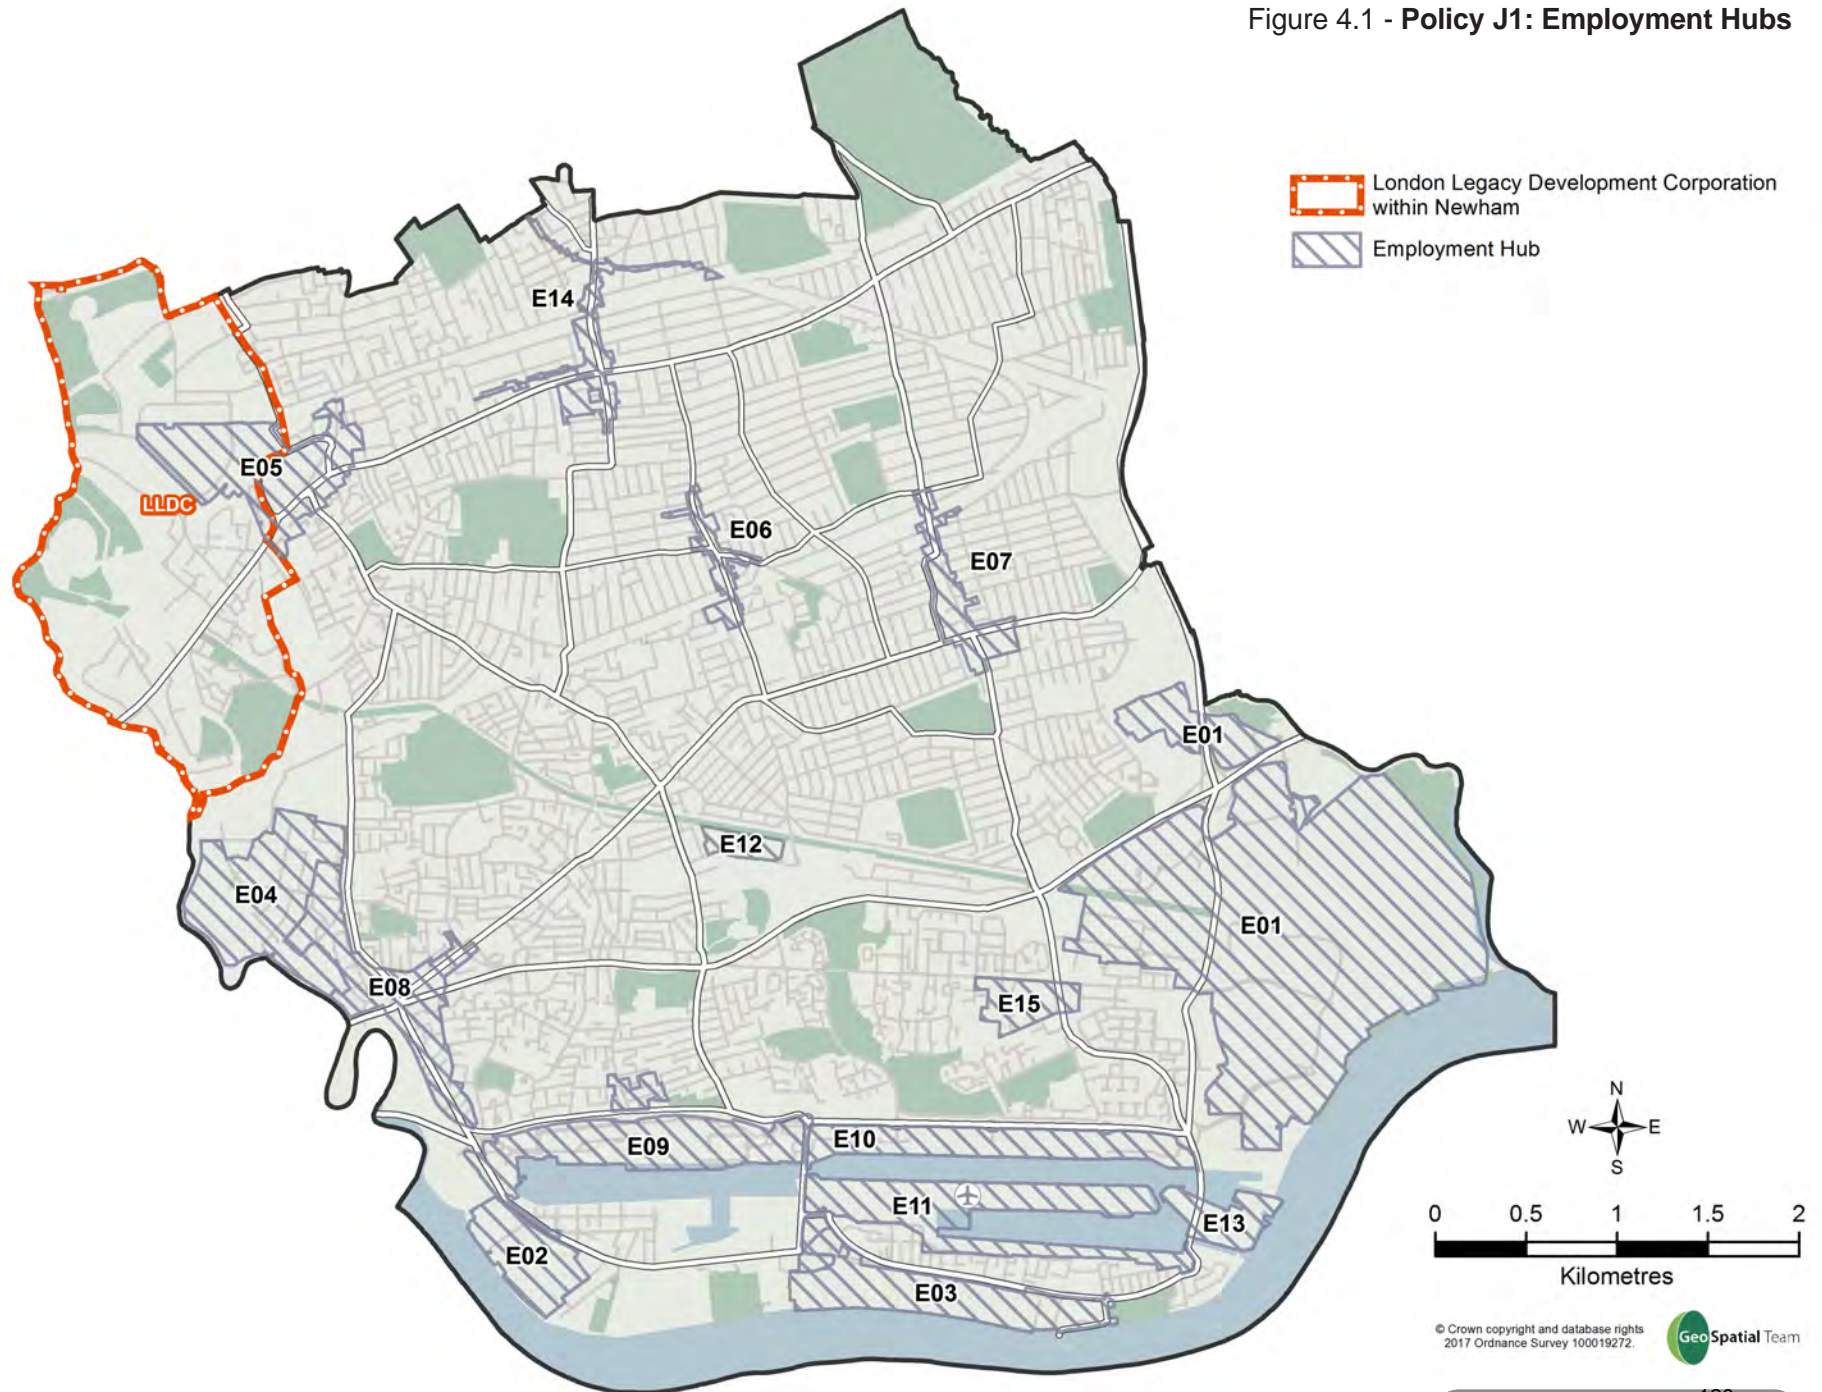 Figure 4.1 - Policy J1: Employment Hubs
London Legacy Development Corporation
within Newham
Employment Hub
E14
E05
LLDC
E06
E07
E01
E12
E04
E01
E08
E15
E09
E10
E11
E13
E02
E03
N
W E
S
0 0.5 1 1.5 2
Kilometres
© Crown copyright and database rights
2017 Ordnance Survey 100019272.
GeoSpatial Team